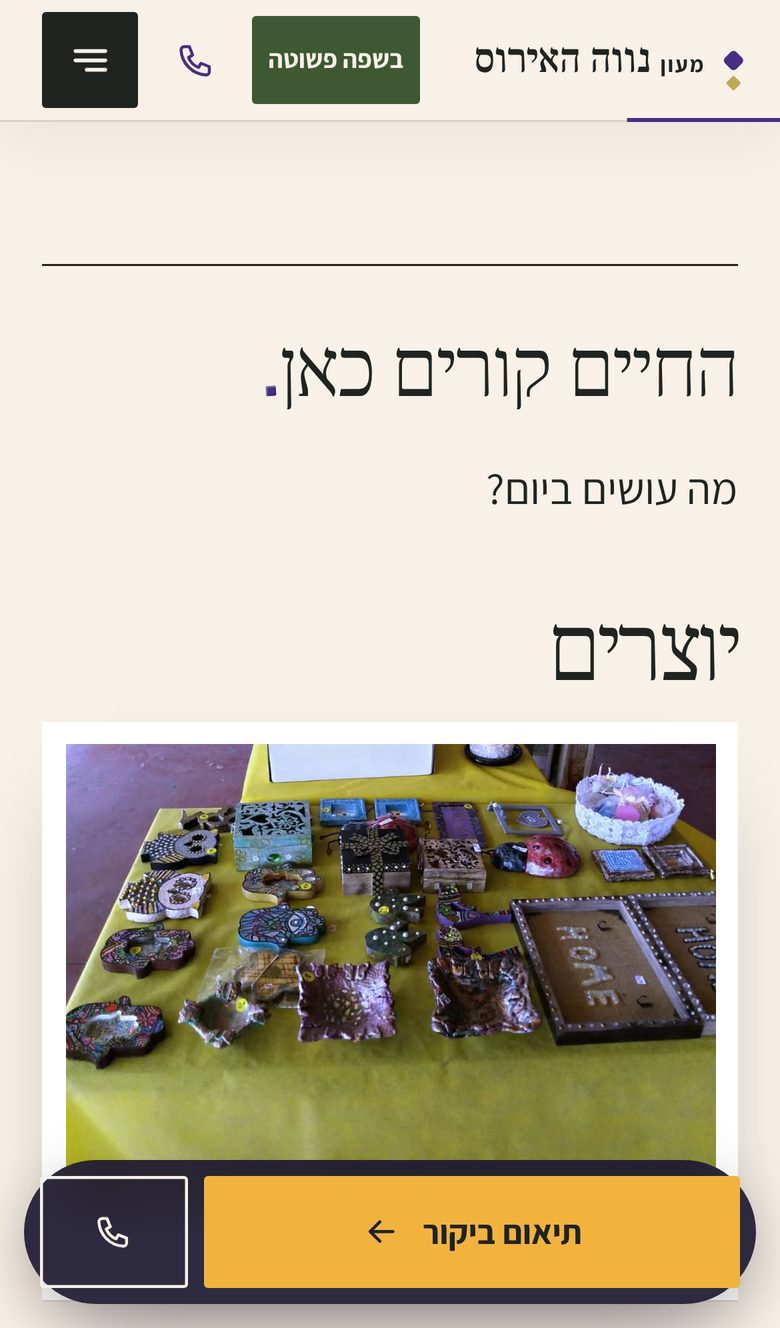 מעון נווה האירוס
בשפה פשוטה
החיים קורים כאן.
מה עושים ביום?
יוצרים
HOME
תיאום ביקור ←